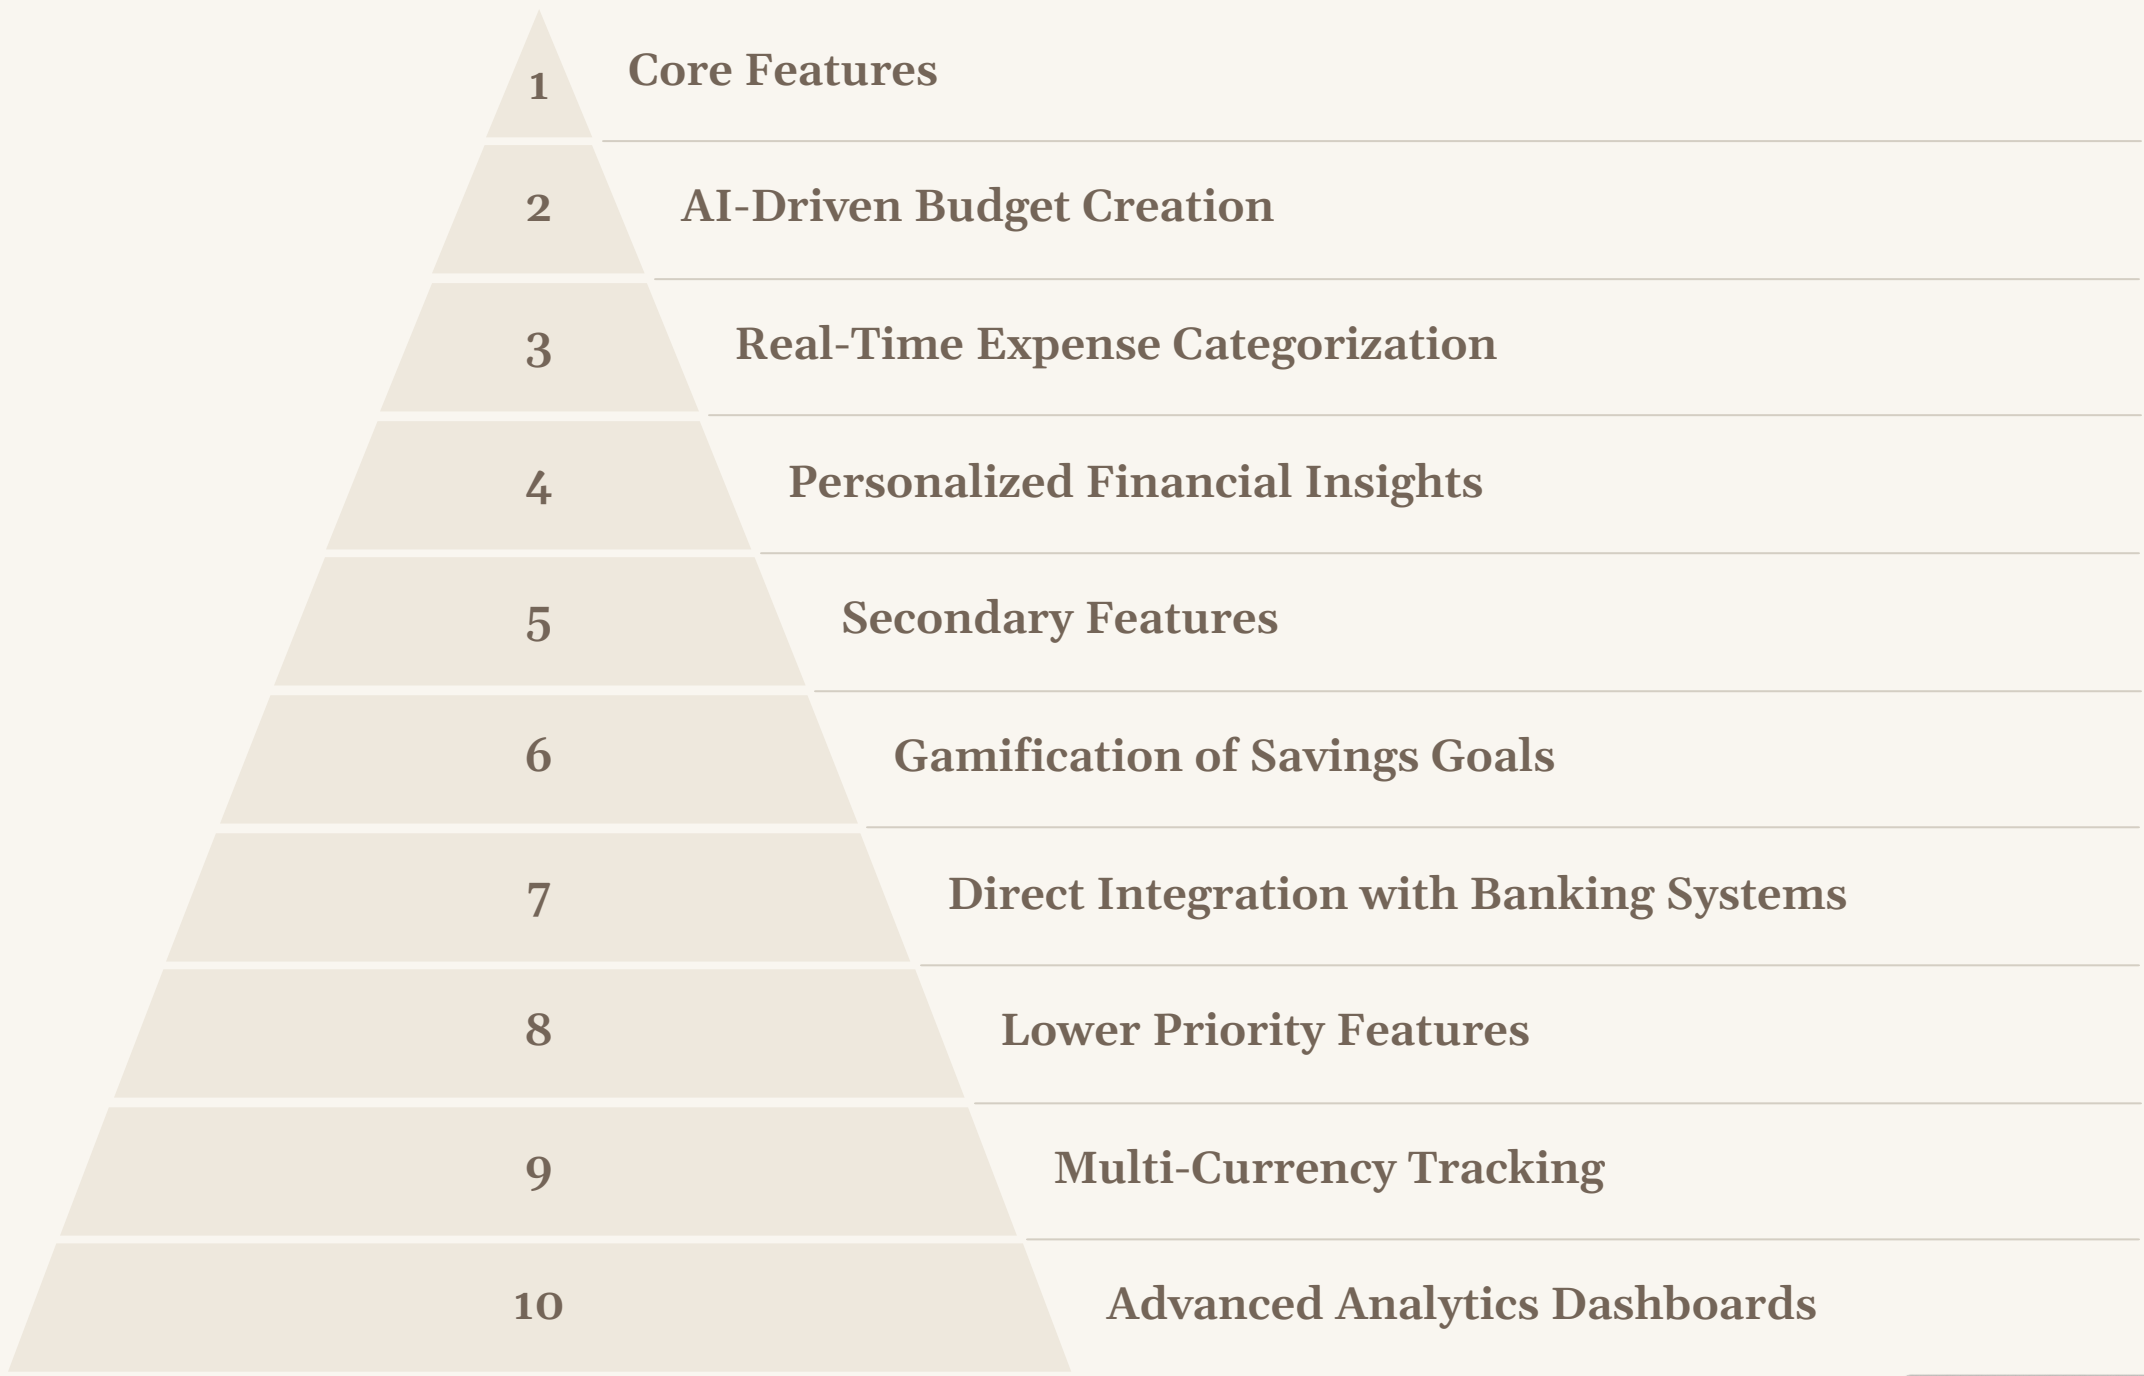 1
Core Features
2
AI-Driven Budget Creation
3
Real-Time Expense Categorization
4
Personalized Financial Insights
5
Secondary Features
6
Gamification of Savings Goals
7
Direct Integration with Banking Systems
8
Lower Priority Features
9
Multi-Currency Tracking
10
Advanced Analytics Dashboards